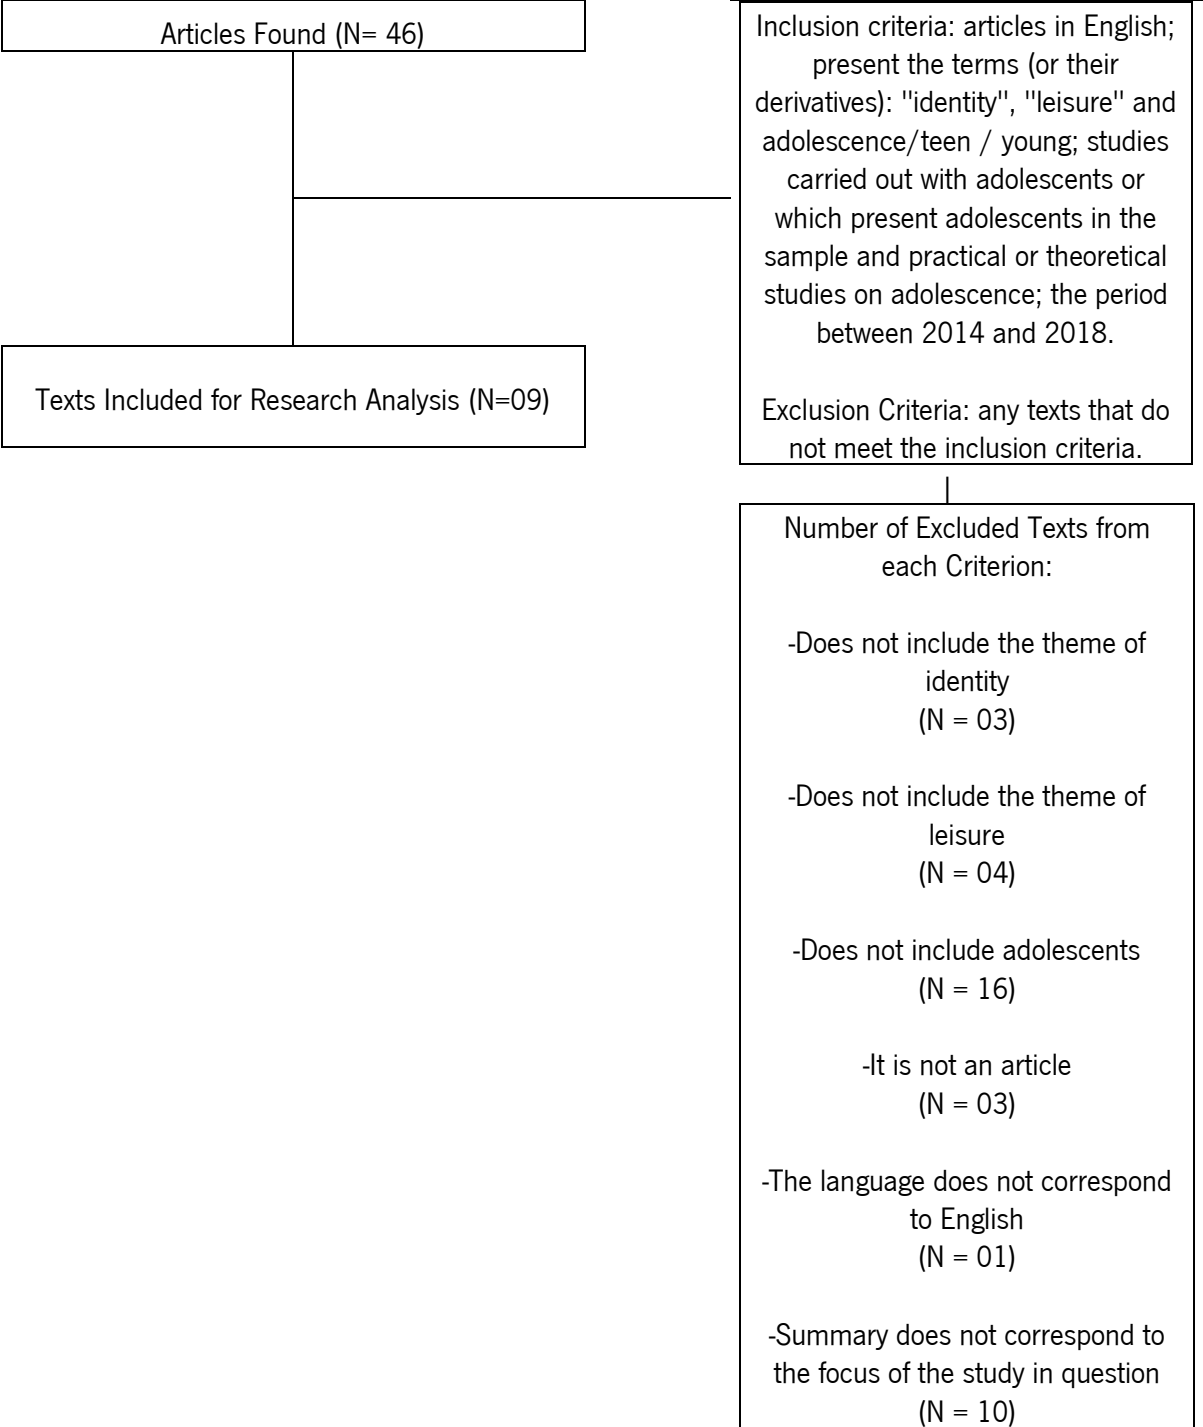 Articles Found (N= 46)
Inclusion criteria: articles in English;
present the terms (or their
derivatives): "identity", "leisure" and
adolescence/teen / young; studies
carried out with adolescents or
which present adolescents in the
sample and practical or theoretical
studies on adolescence; the period
between 2014 and 2018.
Exclusion Criteria: any texts that do
not meet the inclusion criteria.
Texts Included for Research Analysis (N=09)
Number of Excluded Texts from
each Criterion:
-Does not include the theme of
identity
(N = 03)
-Does not include the theme of
leisure
(N = 04)
-Does not include adolescents
(N = 16)
-It is not an article
(N = 03)
-The language does not correspond
to English
(N = 01)
-Summary does not correspond to
the focus of the study in question
(N = 10)